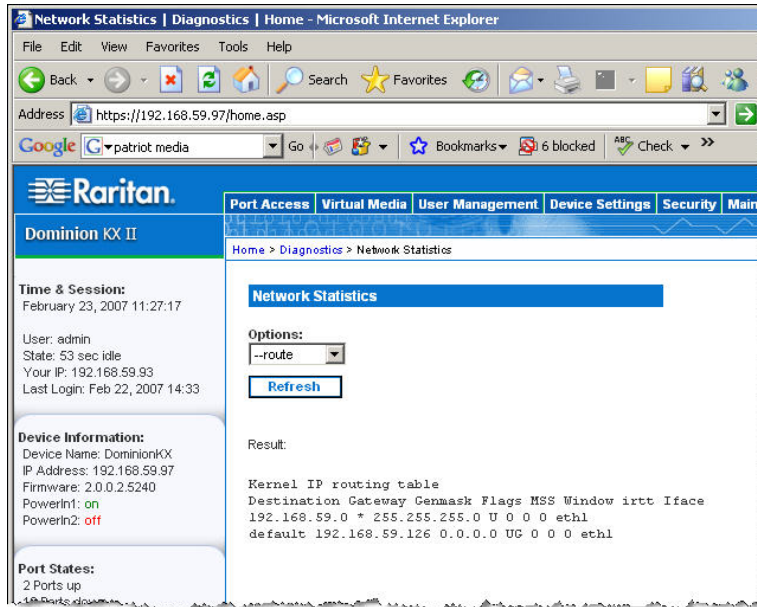 Network Statistics | Diagnostics | Home - Microsoft Internet Explorer
File Edit View Favorites Tools Help
Back Search Favorites
Address https://192.168.59.97/home.asp
Google G patriot media Go Bookmarks 6 blocked ABC Check »
Raritan.
Port Access Virtual Media User Management Device Settings Security Main
Dominion KX II
Home > Diagnostics > Network Statistics
Time & Session:
February 23, 2007 11:27:17
User: admin
State: 53 sec idle
Your IP: 192.168.59.93
Last Login: Feb 22, 2007 14:33
Device Information:
Device Name: DominionKX
IP Address: 192.168.59.97
Firmware: 2.0.0.2.5240
PowerIn1: on
PowerIn2: off
Port States:
2 Ports up
Network Statistics
Options:
--route
Refresh
Result:
Kernel IP routing table
Destination Gateway Genmask Flags MSS Window irtt Iface
192.168.59.0 * 255.255.255.0 U 0 0 0 eth1
default 192.168.59.126 0.0.0.0 UG 0 0 0 eth1